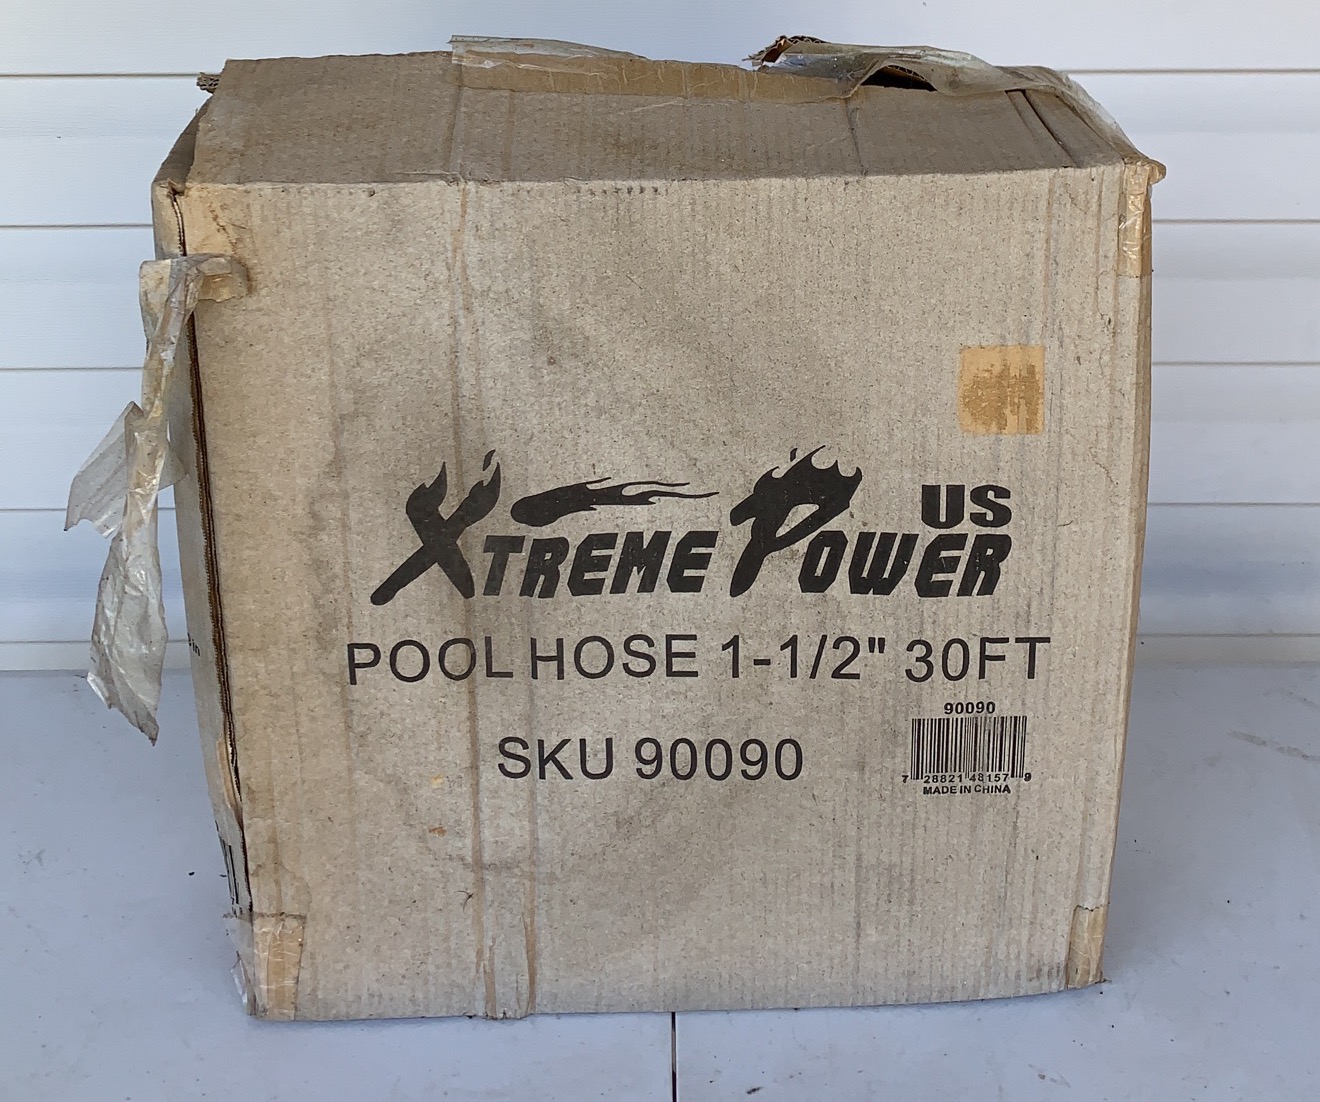 XTREME POWER US
POOL HOSE 1-1/2" 30FT
SKU 90090
90090
7 28821 48157 9
MADE IN CHINA